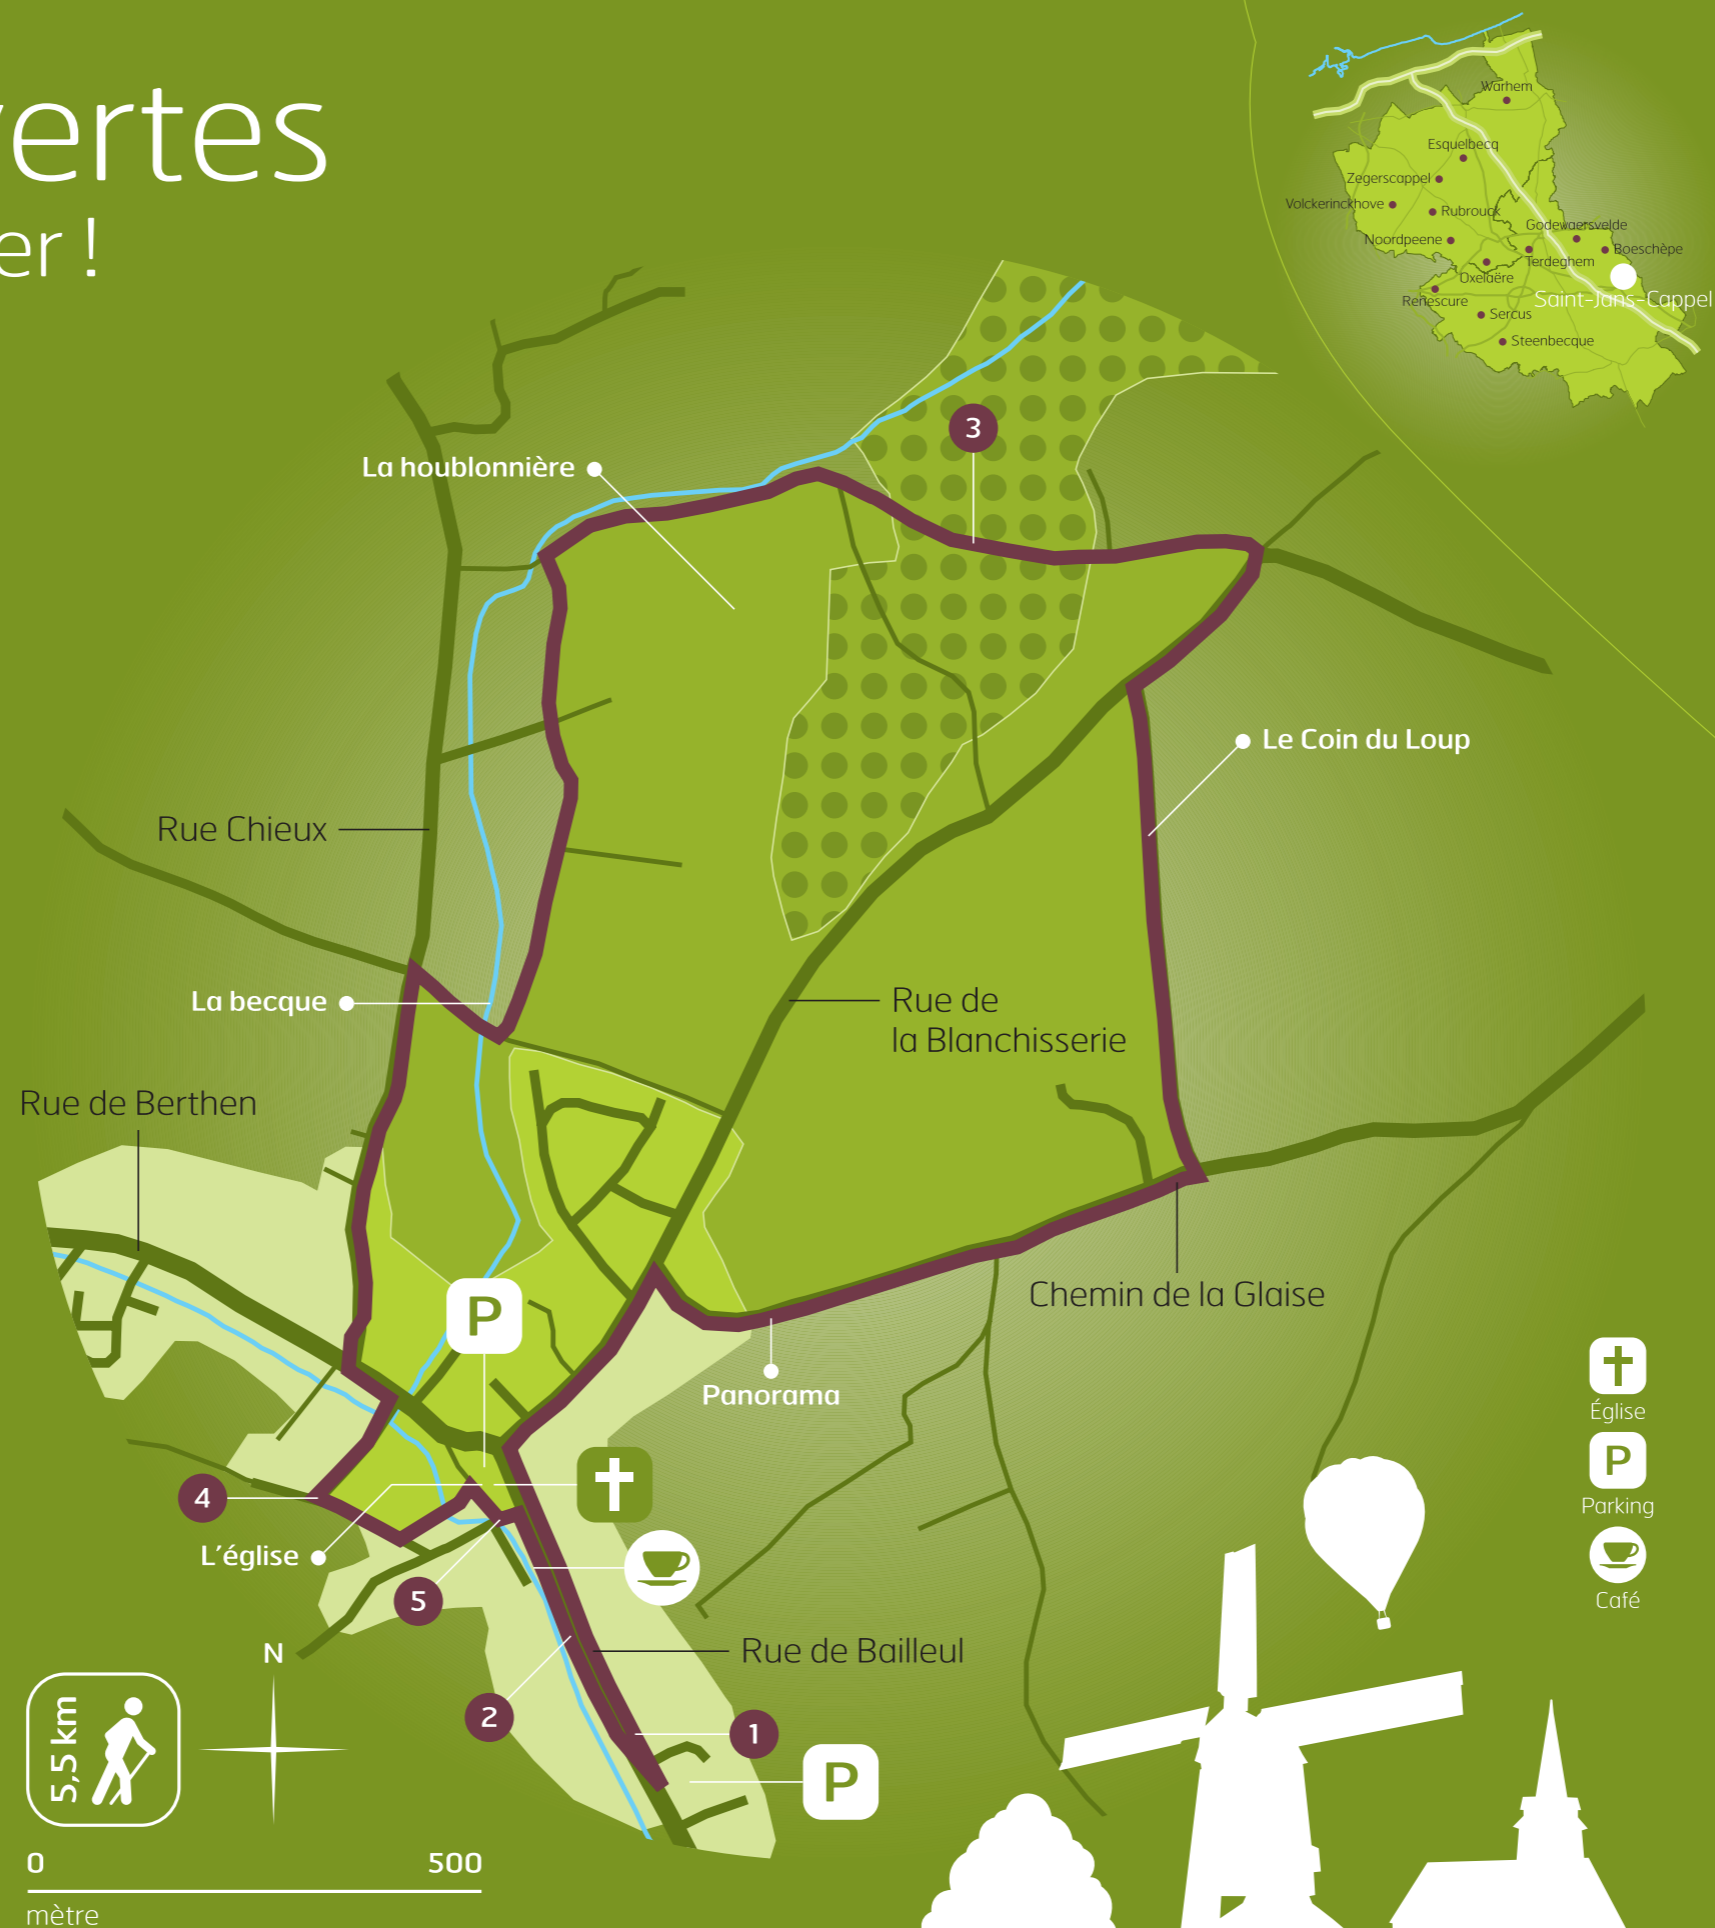 vertes
er !
Warhem
Esquelbecq
Zegerscappel
Volckerinckhove
Rubrouck
Godewaersvelde
Noordpeene
Boeschèpe
Terdeghem
Oxelaëre
Renescure
Saint-Jans-Cappel
Sercus
Steenbecque
3
La houblonnière
Le Coin du Loup
Rue Chieux
La becque
Rue de
la Blanchisserie
Rue de Berthen
Chemin de la Glaise
P
Panorama
Église
4
P
Parking
L'église
5
Café
N
Rue de Bailleul
2
1
5,5 km
P
0
500
mètre